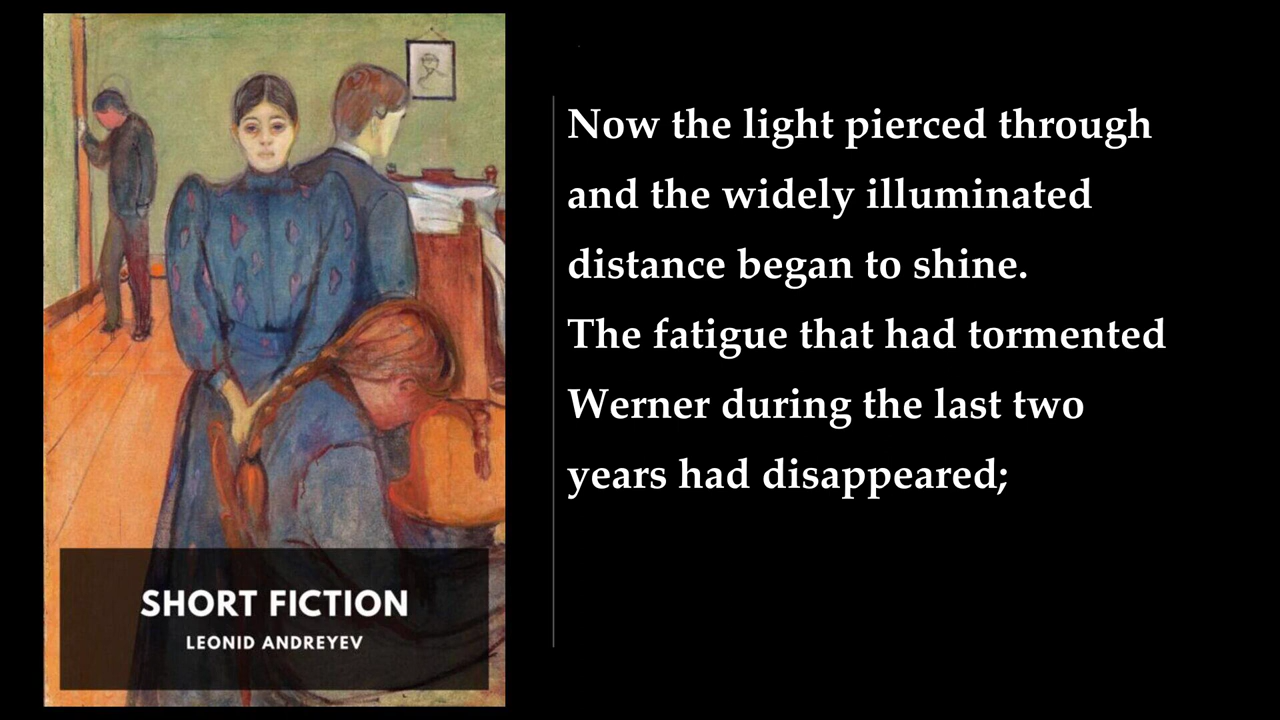 SHORT FICTION
LEONID ANDREYEV
Now the light pierced through
and the widely illuminated
distance began to shine.
The fatigue that had tormented
Werner during the last two
years had disappeared;